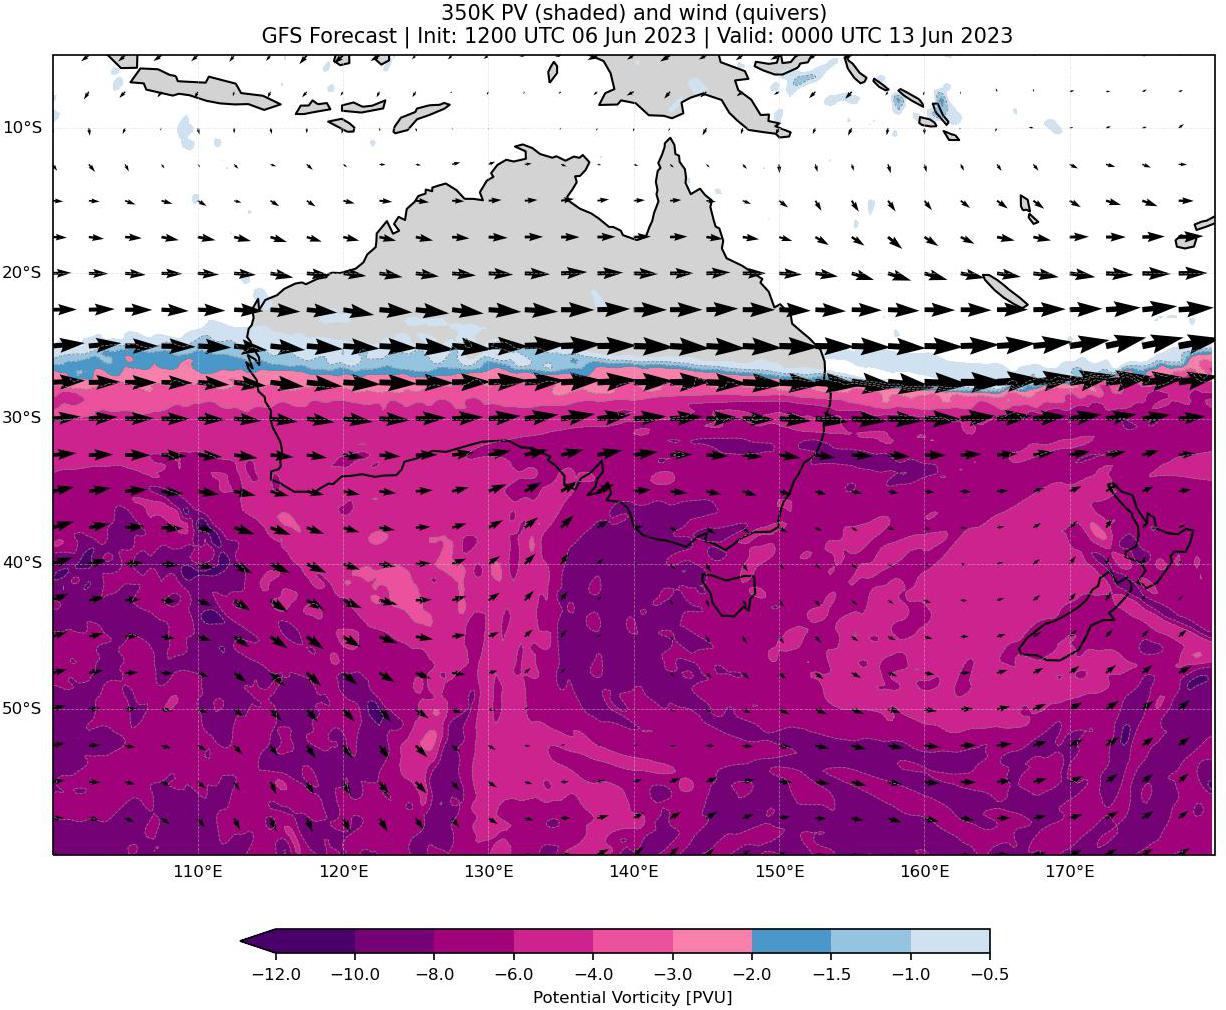 350K PV (shaded) and wind (quivers)
GFS Forecast | Init: 1200 UTC 06 Jun 2023 | Valid: 0000 UTC 13 Jun 2023
10°S
20°S
30°S
40°S
50°S
110°E 120°E 130°E 140°E 150°E 160°E 170°E
−12.0 −10.0 −8.0 −6.0 −4.0 −3.0 −2.0 −1.5 −1.0 −0.5
Potential Vorticity [PVU]